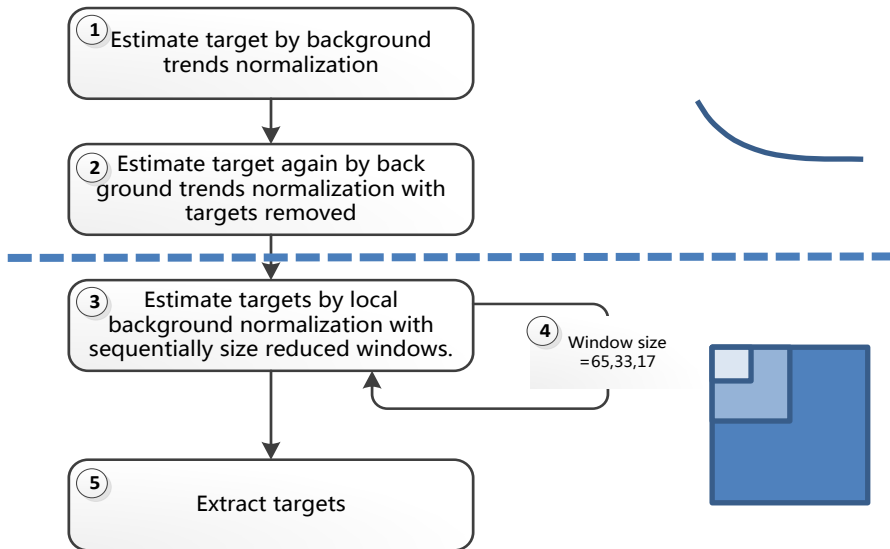 1
Estimate target by background
trends normalization
2
Estimate target again by back
ground trends normalization with
targets removed
3
Estimate targets by local
background normalization with
sequentially size reduced windows.
4
Window size
=65,33,17
5
Extract targets